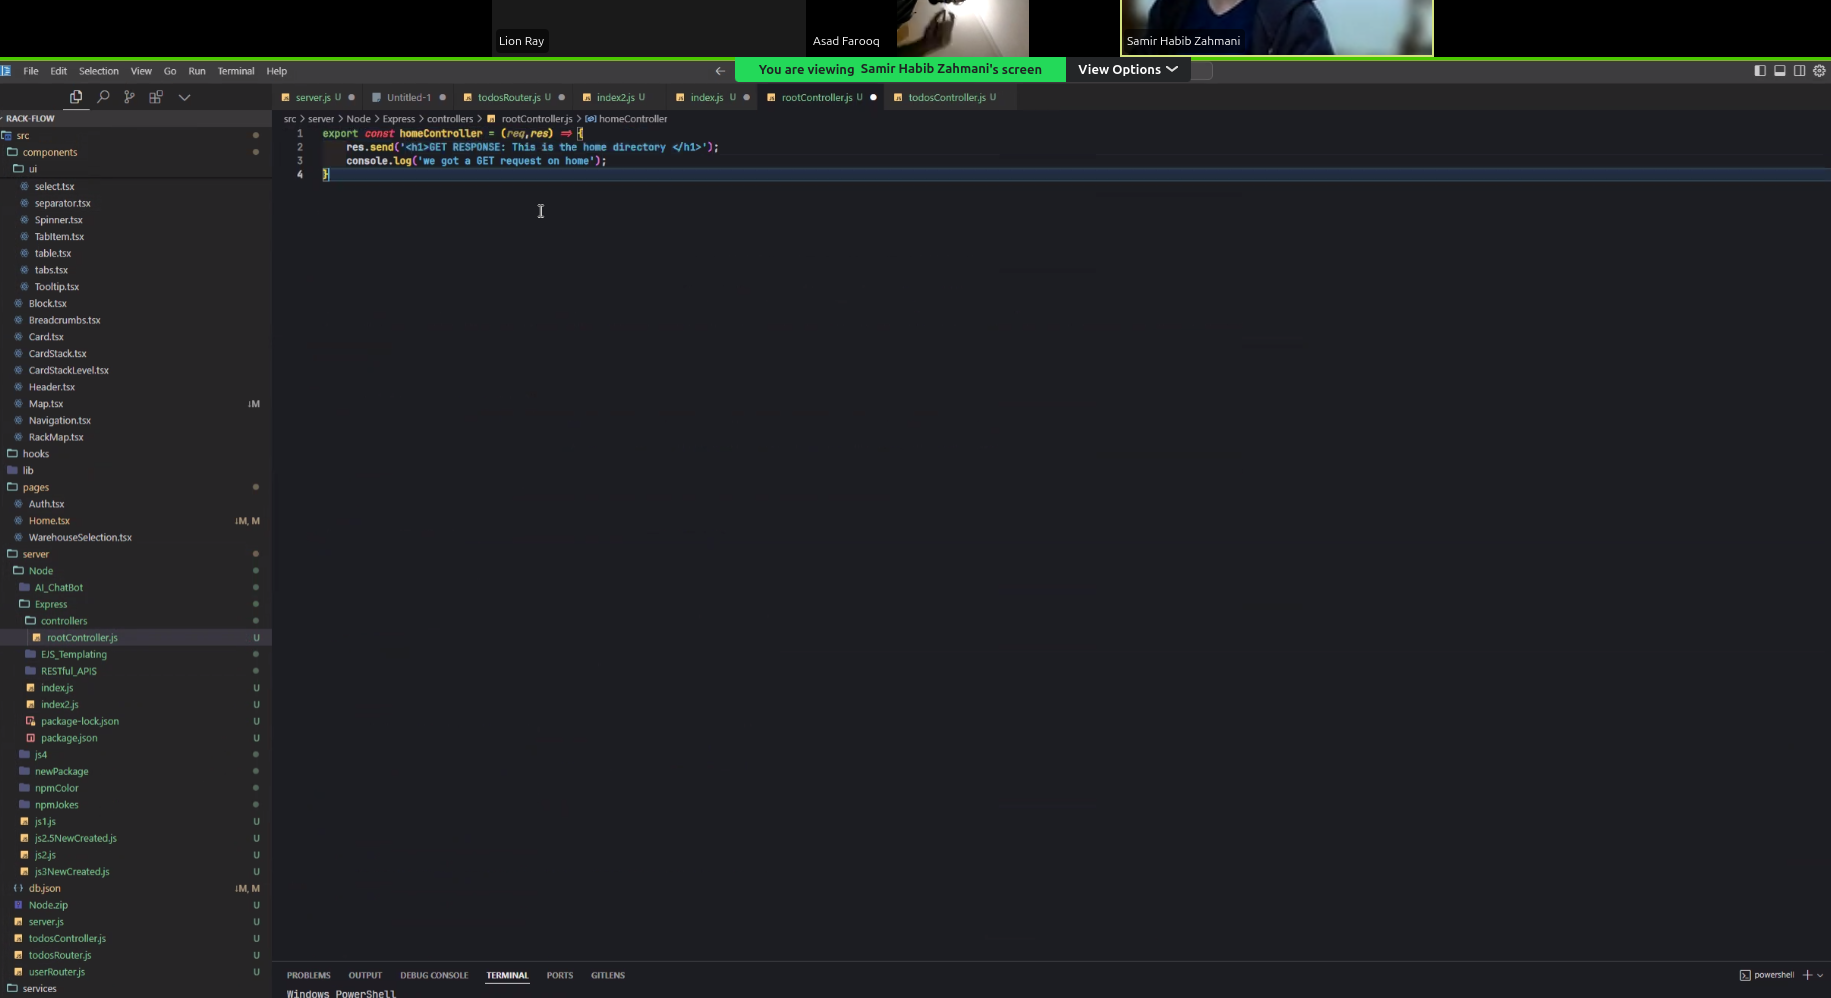 Lion Ray
Asad Farooq
Samir Habib Zahmani
File Edit Selection View Go Run Terminal Help
You are viewing Samir Habib Zahmani's screen View Options
server.js U Untitled-1 todosRouter.js U index2.js U index.js U rootController.js U todosController.js U
RACK-FLOW
src > server > Node > Express > controllers > rootController.js > homeController
1 export const homeController = (req,res) => {
2 res.send('<h1>GET RESPONSE: This is the home directory </h1>');
3 console.log('we got a GET request on home');
4 }
src
components
ui
select.tsx
separator.tsx
Spinner.tsx
TabItem.tsx
table.tsx
tabs.tsx
Tooltip.tsx
Block.tsx
Breadcrumbs.tsx
Card.tsx
CardStack.tsx
CardStackLevel.tsx
Header.tsx
Map.tsx ↓M
Navigation.tsx
RackMap.tsx
hooks
lib
pages
Auth.tsx
Home.tsx ↓M, M
WarehouseSelection.tsx
server
Node
AI_ChatBot
Express
controllers
rootController.js U
EJS_Templating
RESTful_APIS
index.js U
index2.js U
package-lock.json U
package.json U
js4
newPackage
npmColor
npmJokes
js1.js U
js2.5NewCreated.js U
js2.js U
js3NewCreated.js U
db.json ↓M, M
Node.zip U
server.js U
todosController.js U
todosRouter.js U
userRouter.js U
services
PROBLEMS OUTPUT DEBUG CONSOLE TERMINAL PORTS GITLENS
powershell
Windows PowerShell